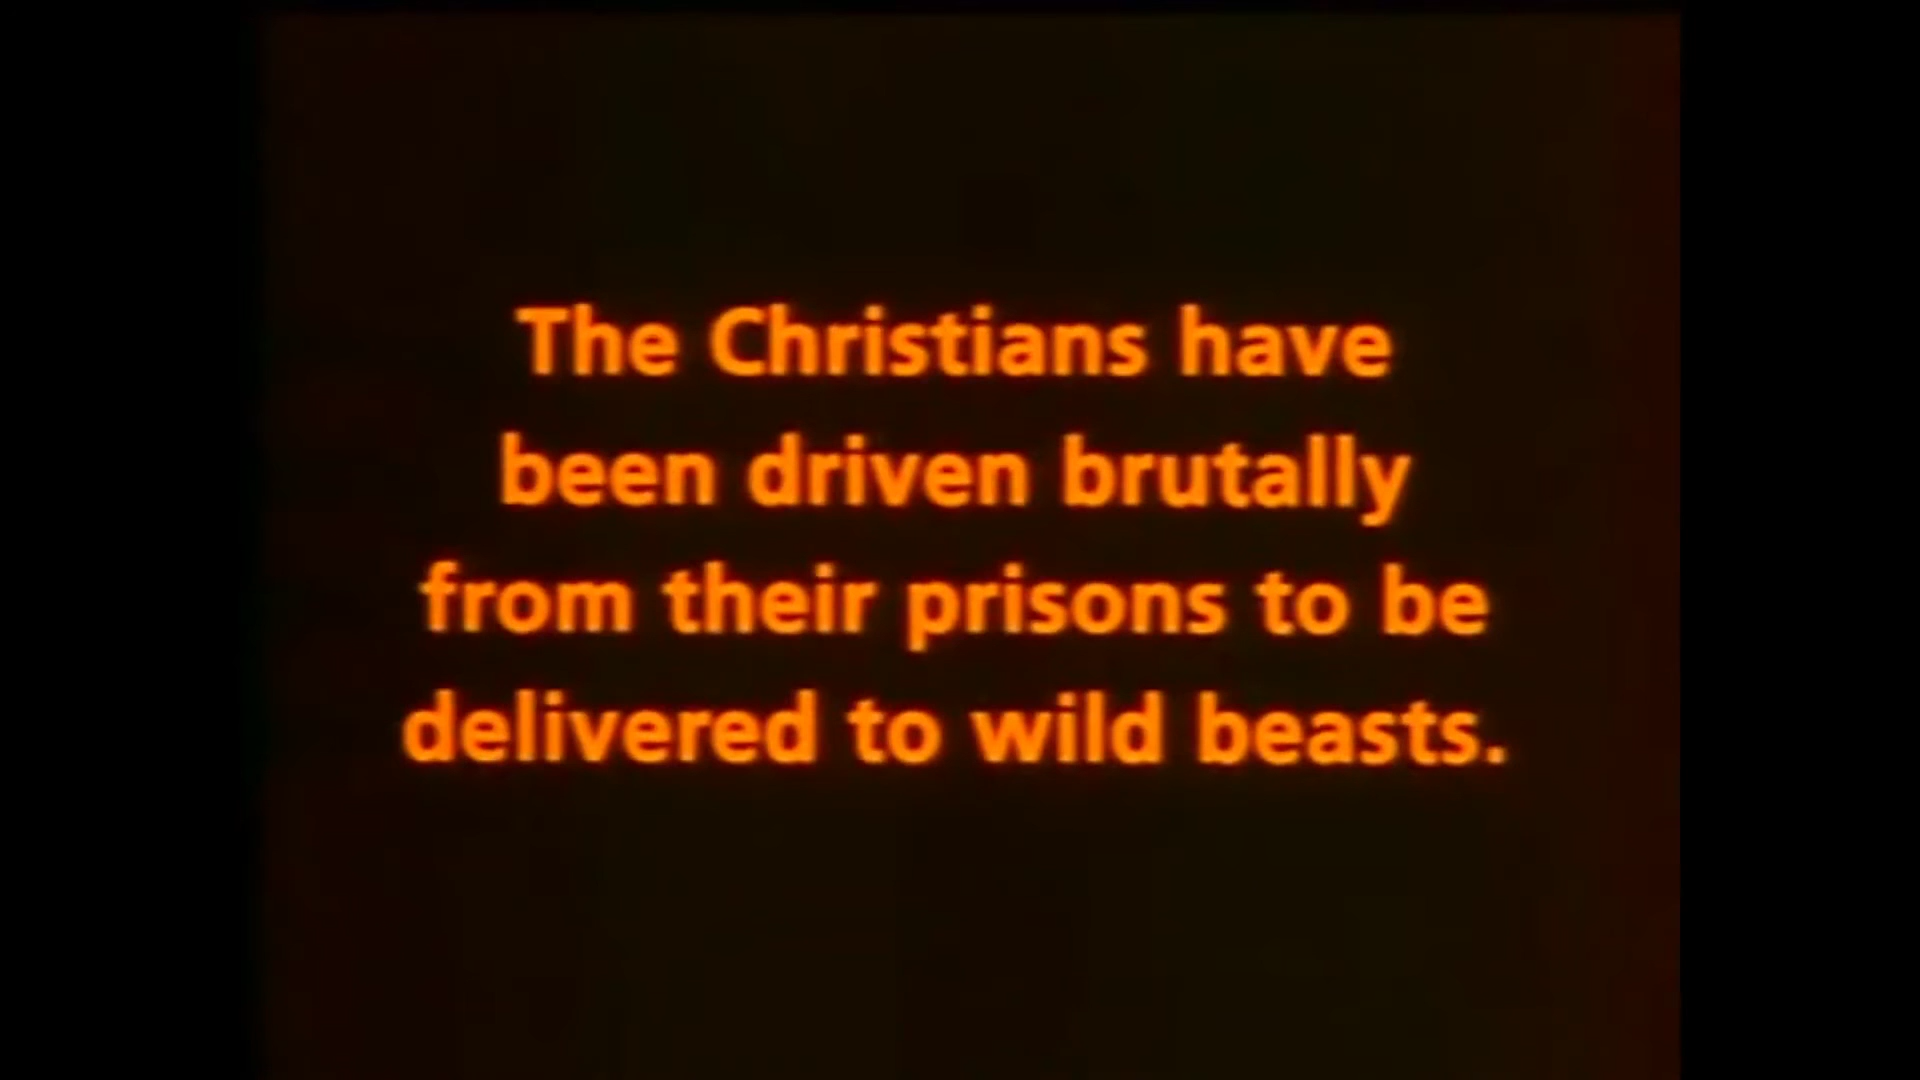 The Christians have
been driven brutally
from their prisons to be
delivered to wild beasts.